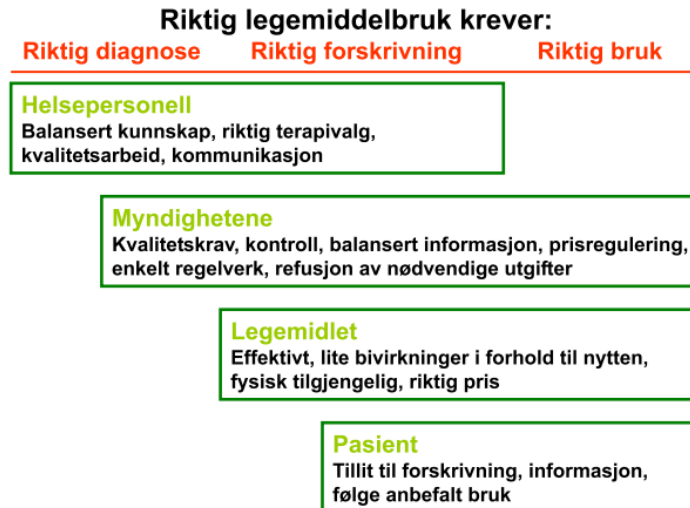 Riktig legemiddelbruk krever:
Riktig diagnose Riktig forskrivning Riktig bruk
Helsepersonell
Balansert kunnskap, riktig terapivalg,
kvalitetsarbeid, kommunikasjon
Myndighetene
Kvalitetskrav, kontroll, balansert informasjon, prisregulering,
enkelt regelverk, refusjon av nødvendige utgifter
Legemidlet
Effektivt, lite bivirkninger i forhold til nytten,
fysisk tilgjengelig, riktig pris
Pasient
Tillit til forskrivning, informasjon,
følge anbefalt bruk